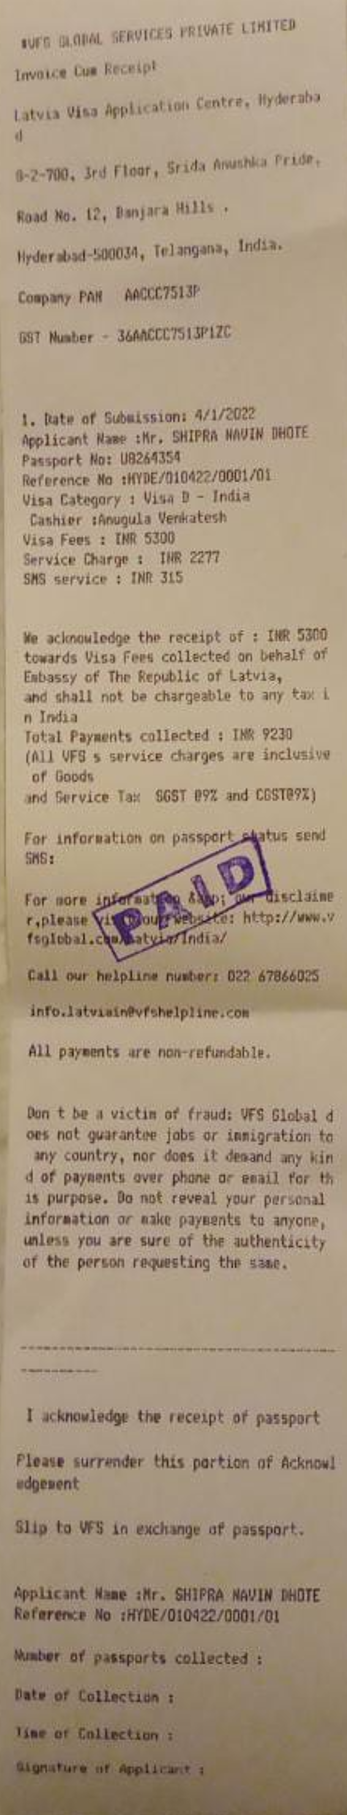 *VFS GLOBAL SERVICES PRIVATE LIMITED
Invoice Cum Receipt
Latvia Visa Application Centre, Hyderaba
d
8-2-700, 3rd Floor, Srida Anushka Pride,
Road No. 12, Banjara Hills .
Hyderabad-500034, Telangana, India.
Company PAN AACCC7513P
GST Number - 36AACCC7513P1ZC
1. Date of Submission: 4/1/2022
Applicant Name :Mr. SHIPRA NAVIN DHOTE
Passport No: U8264354
Reference No :HYDE/010422/0001/01
Visa Category : Visa D - India
Cashier :Anugula Venkatesh
Visa Fees : INR 5300
Service Charge : INR 2277
SMS service : INR 315
We acknowledge the receipt of : INR 5300
towards Visa Fees collected on behalf of
Embassy of The Republic of Latvia,
and shall not be chargeable to any tax i
n India
Total Payments collected : INR 9230
(All VFS s service charges are inclusive
of Goods
and Service Tax SGST @9% and CGST@9%)
For information on passport status send
SMS:
For more information &amp; our disclaime
r,please visit our website: http://www.v
fsglobal.com/latvia/India/
PAID
Call our helpline number: 022 67866025
info.latviain@vfshelpline.com
All payments are non-refundable.
Don t be a victim of fraud: VFS Global d
oes not guarantee jobs or immigration to
any country, nor does it demand any kin
d of payments over phone or email for th
is purpose. Do not reveal your personal
information or make payments to anyone,
unless you are sure of the authenticity
of the person requesting the same.
----------------------------------------
----------
I acknowledge the receipt of passport
Please surrender this portion of Acknowl
edgement
Slip to VFS in exchange of passport.
Applicant Name :Mr. SHIPRA NAVIN DHOTE
Reference No :HYDE/010422/0001/01
Number of passports collected :
Date of Collection :
Time of Collection :
Signature of Applicant :